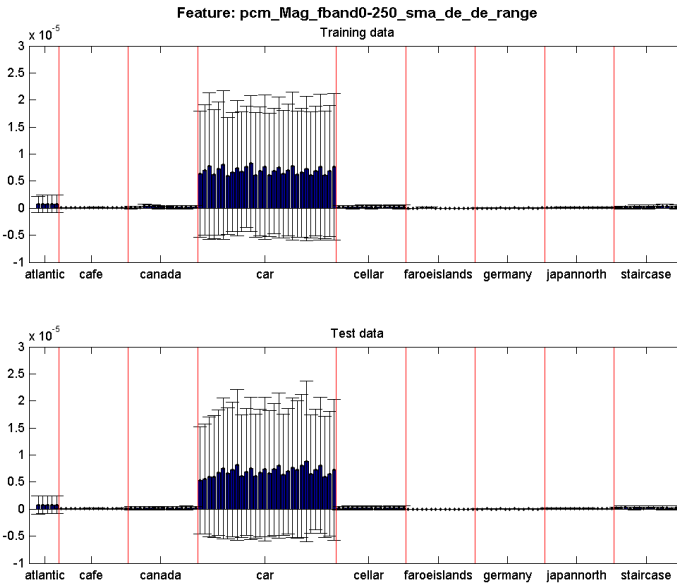 Feature: pcm_Mag_fband0-250_sma_de_de_range
Training data
x 10^-5
3
2.5
2
1.5
1
0.5
0
-0.5
-1
atlantic cafe canada car cellar faroeislands germany japannorth staircase
Test data
x 10^-5
3
2.5
2
1.5
1
0.5
0
-0.5
-1
atlantic cafe canada car cellar faroeislands germany japannorth staircase